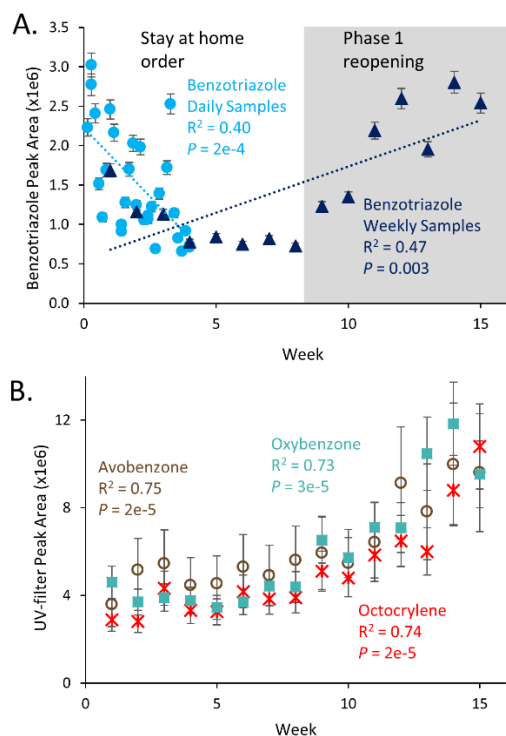 A.
Stay at home
order
Phase 1
reopening
Benzotriazole
Daily Samples
R² = 0.40
P = 2e-4
Benzotriazole
Weekly Samples
R² = 0.47
P = 0.003
Benzotriazole Peak Area (x1e6)
3.5
3.0
2.5
2.0
1.5
1.0
0.5
0.0
0 5 10 15
Week
B.
Avobenzone
R² = 0.75
P = 2e-5
Oxybenzone
R² = 0.73
P = 3e-5
Octocrylene
R² = 0.74
P = 2e-5
UV-filter Peak Area (x1e6)
12
8
4
0
0 5 10 15
Week